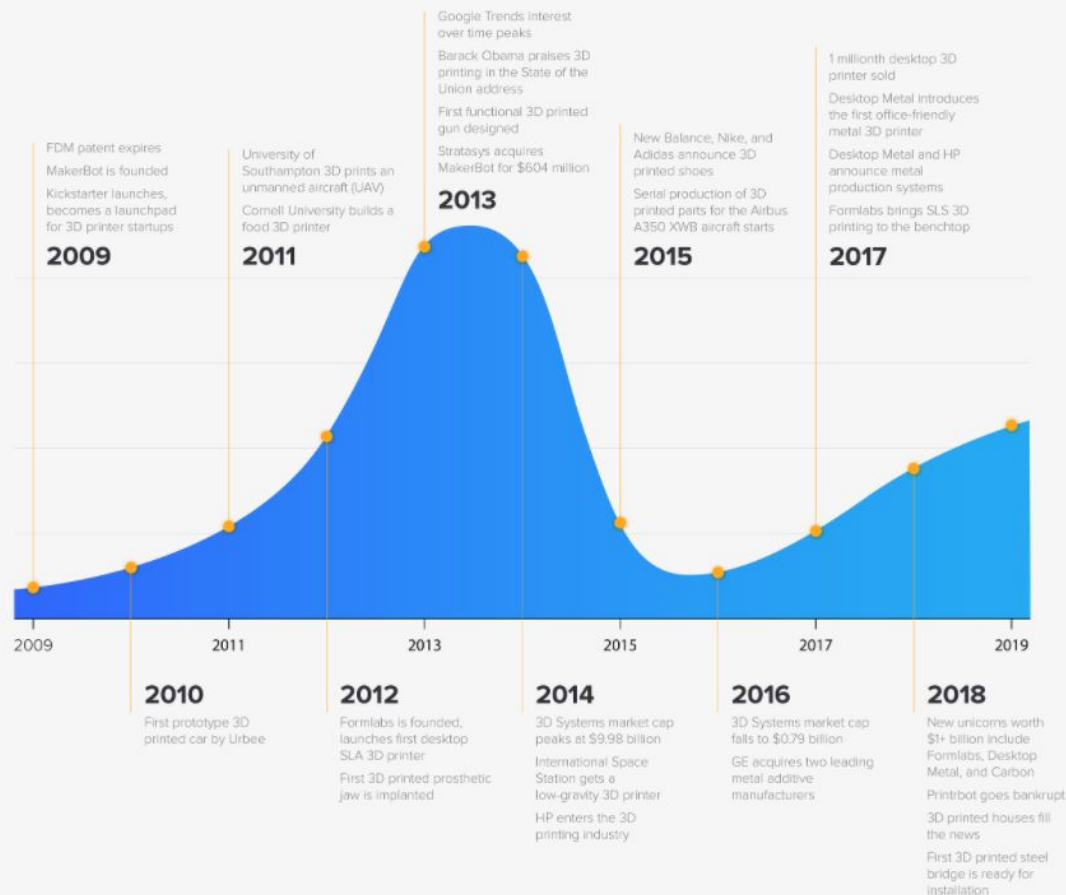 Google Trends interest
over time peaks
Barack Obama praises 3D
printing in the State of the
Union address
First functional 3D printed
gun designed
Stratasys acquires
MakerBot for $604 million
2013
1 millionth desktop 3D
printer sold
Desktop Metal introduces
the first office-friendly
metal 3D printer
Desktop Metal and HP
announce metal
production systems
Formlabs brings SLS 3D
printing to the benchtop
2017
FDM patent expires
MakerBot is founded
Kickstarter launches,
becomes a launchpad
for 3D printer startups
2009
University of
Southampton 3D prints an
unmanned aircraft (UAV)
Cornell University builds a
food 3D printer
2011
New Balance, Nike, and
Adidas announce 3D
printed shoes
Serial production of 3D
printed parts for the Airbus
A350 XWB aircraft starts
2015
2009
2011
2013
2015
2017
2019
2010
First prototype 3D
printed car by Urbee
2012
Formlabs is founded,
launches first desktop
SLA 3D printer
First 3D printed prosthetic
jaw is implanted
2014
3D Systems market cap
peaks at $9.98 billion
International Space
Station gets a
low-gravity 3D printer
HP enters the 3D
printing industry
2016
3D Systems market cap
falls to $0.79 billion
GE acquires two leading
metal additive
manufacturers
2018
New unicorns worth
$1+ billion include
Formlabs, Desktop
Metal, and Carbon
Printrbot goes bankrupt
3D printed houses fill
the news
First 3D printed steel
bridge is ready for
installation